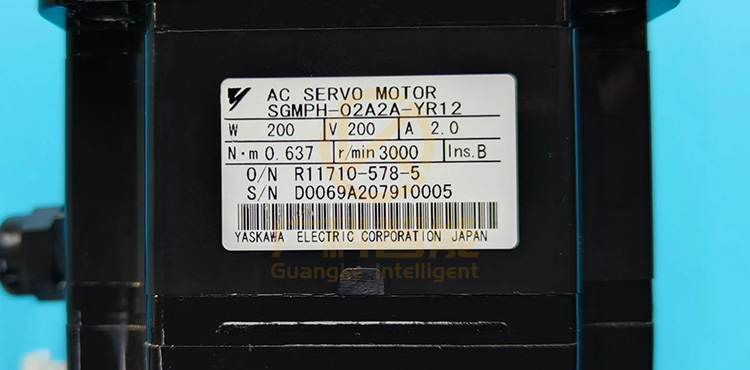 AC SERVO MOTOR
SGMPH-02A2A-YR12
W 200 V 200 A 2.0
N·m 0.637 r/min 3000 Ins.B
O/N R11710-578-5
S/N D0069A207910005
YASKAWA ELECTRIC CORPORATION JAPAN
Guangke Intelligent